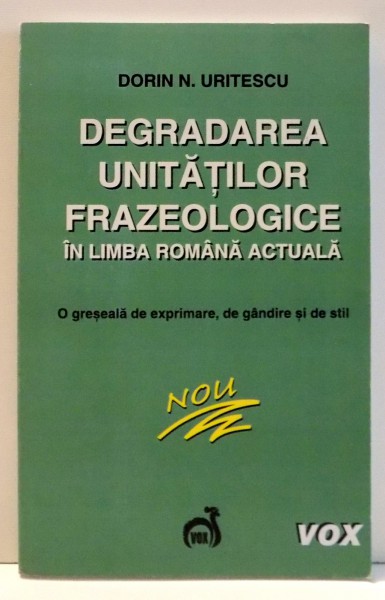 DORIN N. URITESCU
DEGRADAREA
UNITĂȚILOR
FRAZEOLOGICE
ÎN LIMBA ROMÂNĂ ACTUALĂ
O greșeală de exprimare, de gândire și de stil
NOU
VOX
VOX